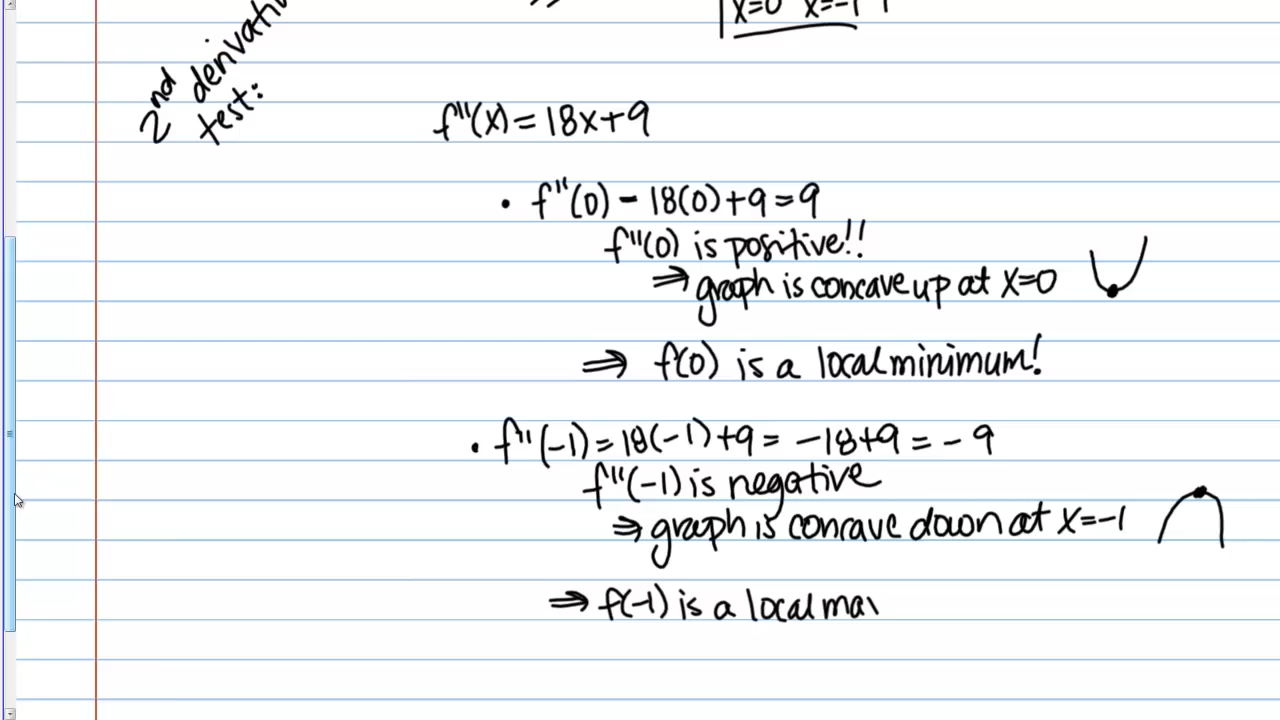 x=0 x=-1
2nd derivative
test:
f''(x) = 18x+9
• f''(0) - 18(0)+9 = 9
f''(0) is positive!!
⇒ graph is concave up at x=0
⇒ f(0) is a local minimum!
• f''(-1) = 18(-1)+9 = -18+9 = -9
f''(-1) is negative
⇒ graph is concave down at x=-1
⇒ f(-1) is a local ma